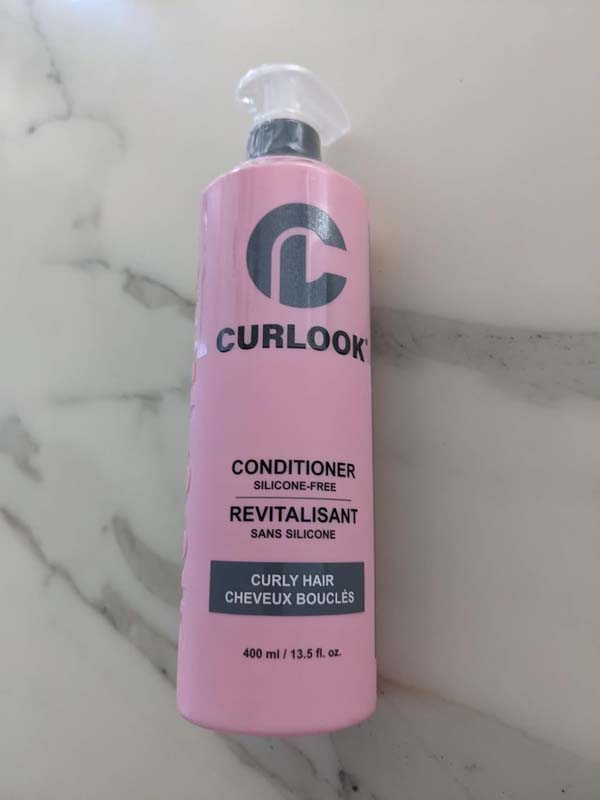 CURLOOK®
CONDITIONER
SILICONE-FREE
REVITALISANT
SANS SILICONE
CURLY HAIR
CHEVEUX BOUCLÉS
400 ml / 13.5 fl. oz.